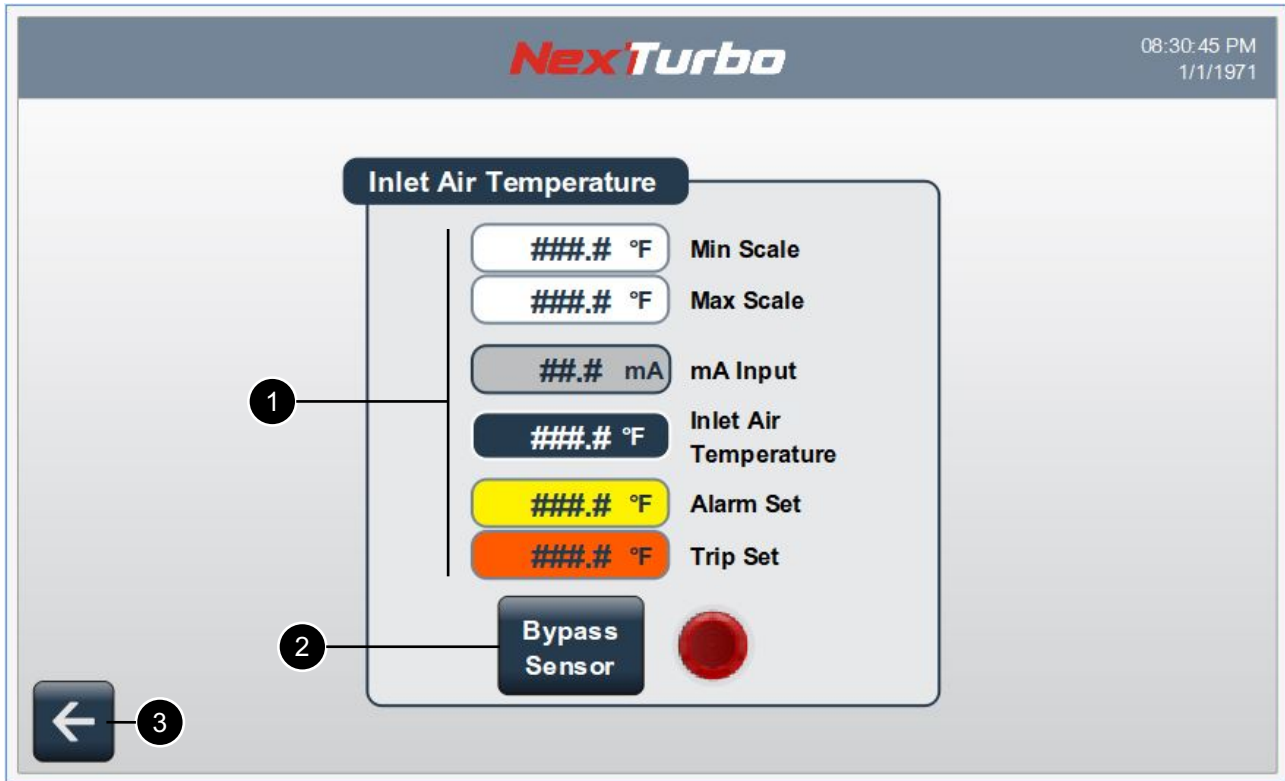 NexTurbo
08:30:45 PM
1/1/1971
Inlet Air Temperature
###.# °F Min Scale
###.# °F Max Scale
##.# mA mA Input
1
###.# °F Inlet Air
Temperature
###.# °F Alarm Set
###.# °F Trip Set
2
Bypass
Sensor
3